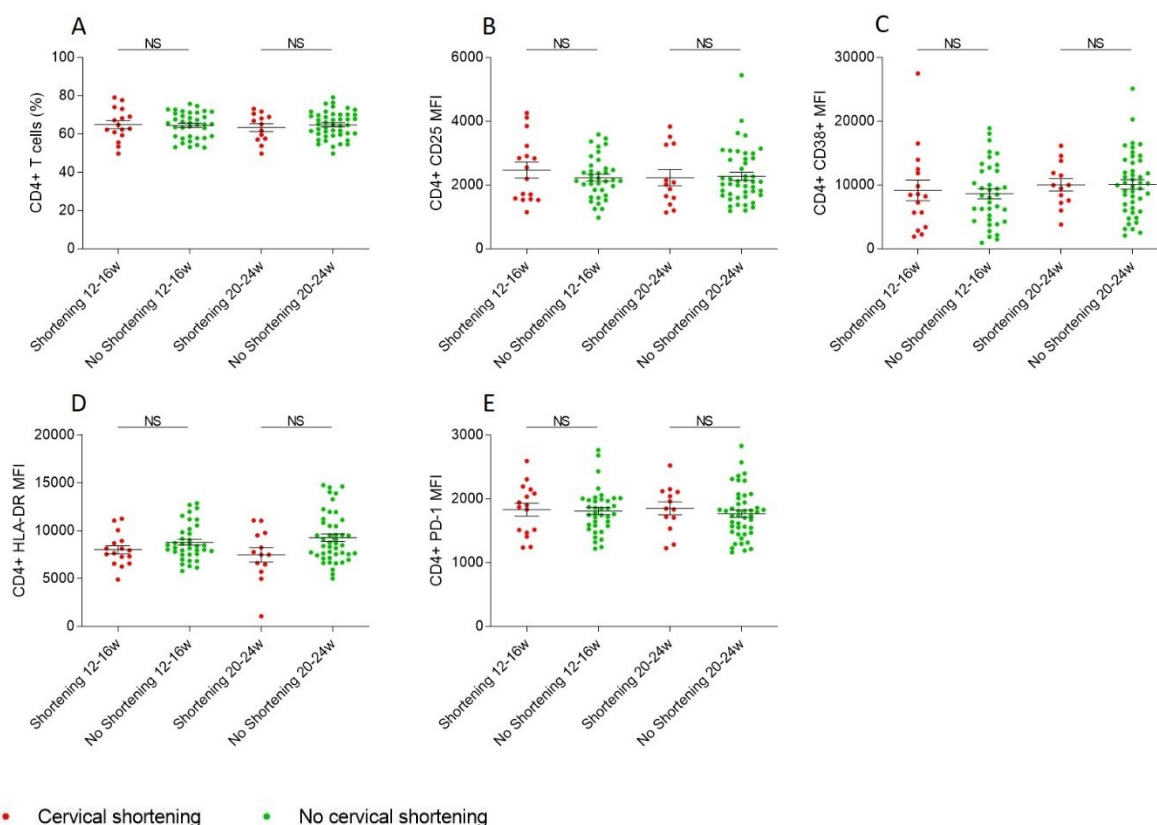 A
NS
NS
CD4+ T cells (%)
100
80
60
40
20
0
Shortening 12-16w
No Shortening 12-16w
Shortening 20-24w
No Shortening 20-24w
B
NS
NS
CD4+ CD25 MFI
6000
4000
2000
0
Shortening 12-16w
No Shortening 12-16w
Shortening 20-24w
No Shortening 20-24w
C
NS
NS
CD4+ CD38+ MFI
30000
20000
10000
0
Shortening 12-16w
No Shortening 12-16w
Shortening 20-24w
No Shortening 20-24w
D
NS
NS
CD4+ HLA-DR MFI
20000
15000
10000
5000
0
Shortening 12-16w
No Shortening 12-16w
Shortening 20-24w
No Shortening 20-24w
E
NS
NS
CD4+ PD-1 MFI
3000
2000
1000
0
Shortening 12-16w
No Shortening 12-16w
Shortening 20-24w
No Shortening 20-24w
Cervical shortening
No cervical shortening